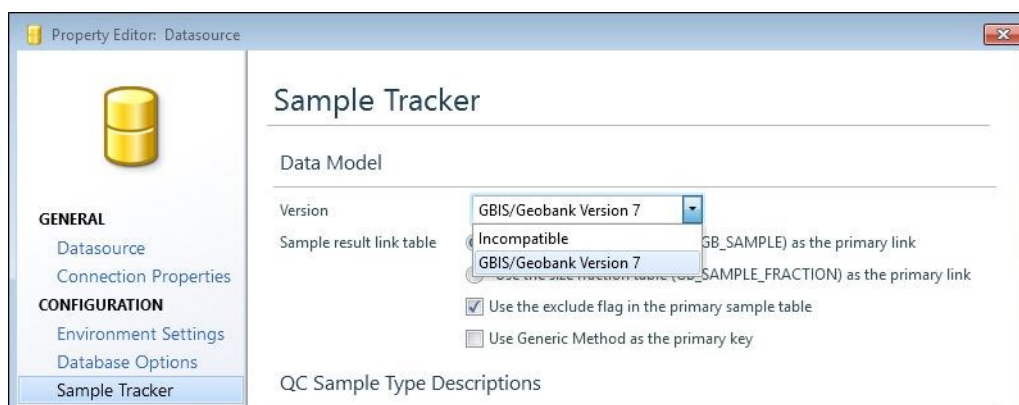 Property Editor: Datasource
Sample Tracker
Data Model
Version GBIS/Geobank Version 7
Incompatible
GBIS/Geobank Version 7
Sample result link table GB_SAMPLE) as the primary link
Use the size fraction table (GB_SAMPLE_FRACTION) as the primary link
Use the exclude flag in the primary sample table
Use Generic Method as the primary key
QC Sample Type Descriptions
GENERAL
Datasource
Connection Properties
CONFIGURATION
Environment Settings
Database Options
Sample Tracker